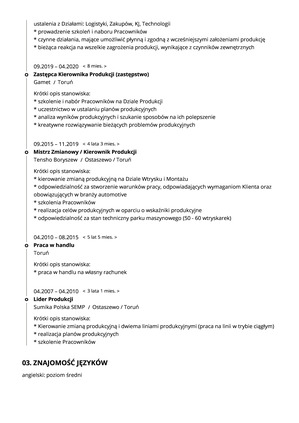 ustalenia z Działami: Logistyki, Zakupów, KJ, Technologii
* prowadzenie szkoleń i naboru Pracowników
* czynne działania, mające umożliwić płynną i zgodną z wcześniejszymi założeniami produkcję
* bieżąca reakcja na wszelkie zagrożenia produkcji, wynikające z czynników zewnętrznych
09.2019 – 04.2020 < 8 mies. >
Zastępca Kierownika Produkcji (zastępstwo)
Gamet / Toruń
Krótki opis stanowiska:
* szkolenie i nabór Pracowników na Dziale Produkcji
* uczestnictwo w ustalaniu planów produkcyjnych
* analiza wyników produkcyjnych i szukanie sposobów na ich polepszenie
* kreatywne rozwiązywanie bieżących problemów produkcyjnych
09.2015 – 11.2019 < 4 lata 3 mies. >
Mistrz Zmianowy / Kierownik Produkcji
Tensho Boryszew / Ostaszewo / Toruń
Krótki opis stanowiska:
* kierowanie zmianą produkcyjną na Dziale Wtrysku i Montażu
* odpowiedzialność za stworzenie warunków pracy, odpowiadających wymaganiom Klienta oraz
obowiązujących w branży automotive
* szkolenia Pracowników
* realizacja celów produkcyjnych w oparciu o wskaźniki produkcyjne
* odpowiedzialność za stan techniczny parku maszynowego (50 - 60 wtryskarek)
04.2010 – 08.2015 < 5 lat 5 mies. >
Praca w handlu
Toruń
Krótki opis stanowiska:
* praca w handlu na własny rachunek
04.2007 – 04.2010 < 3 lata 1 mies. >
Lider Produkcji
Sumika Polska SEMP / Ostaszewo / Toruń
Krótki opis stanowiska:
* Kierowanie zmianą produkcyjną i dwiema liniami produkcyjnymi (praca na linii w trybie ciągłym)
* realizacja planów produkcyjnych
* szkolenie Pracowników
03. ZNAJOMOŚĆ JĘZYKÓW
angielski: poziom średni